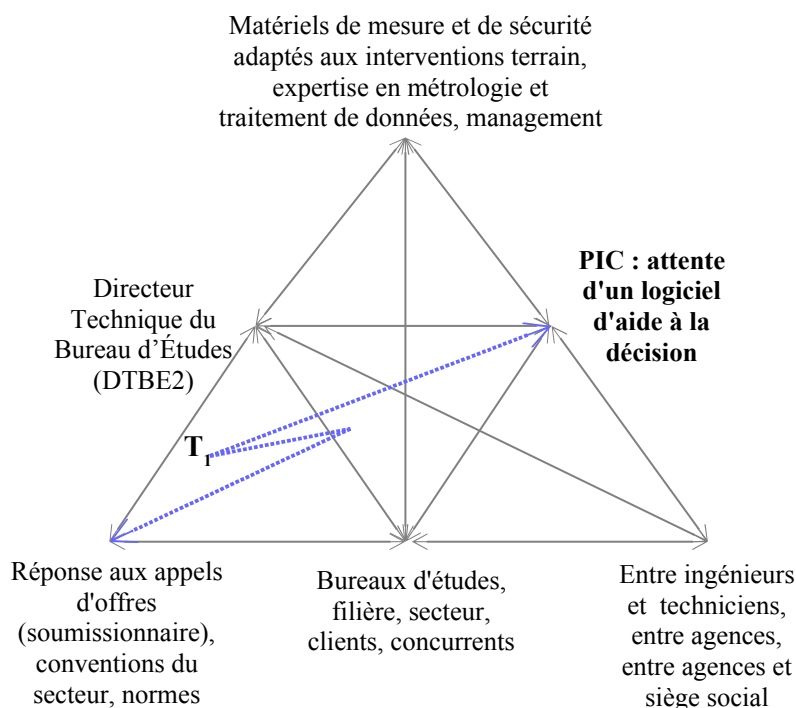 Matériels de mesure et de sécurité
adaptés aux interventions terrain,
expertise en métrologie et
traitement de données, management
Directeur
Technique du
Bureau d'Études
(DTBE2)
PIC : attente
d'un logiciel
d'aide à la
décision
T1
Réponse aux appels
d'offres
(soumissionnaire),
conventions du
secteur, normes
Bureaux d'études,
filière, secteur,
clients, concurrents
Entre ingénieurs
et techniciens,
entre agences,
entre agences et
siège social